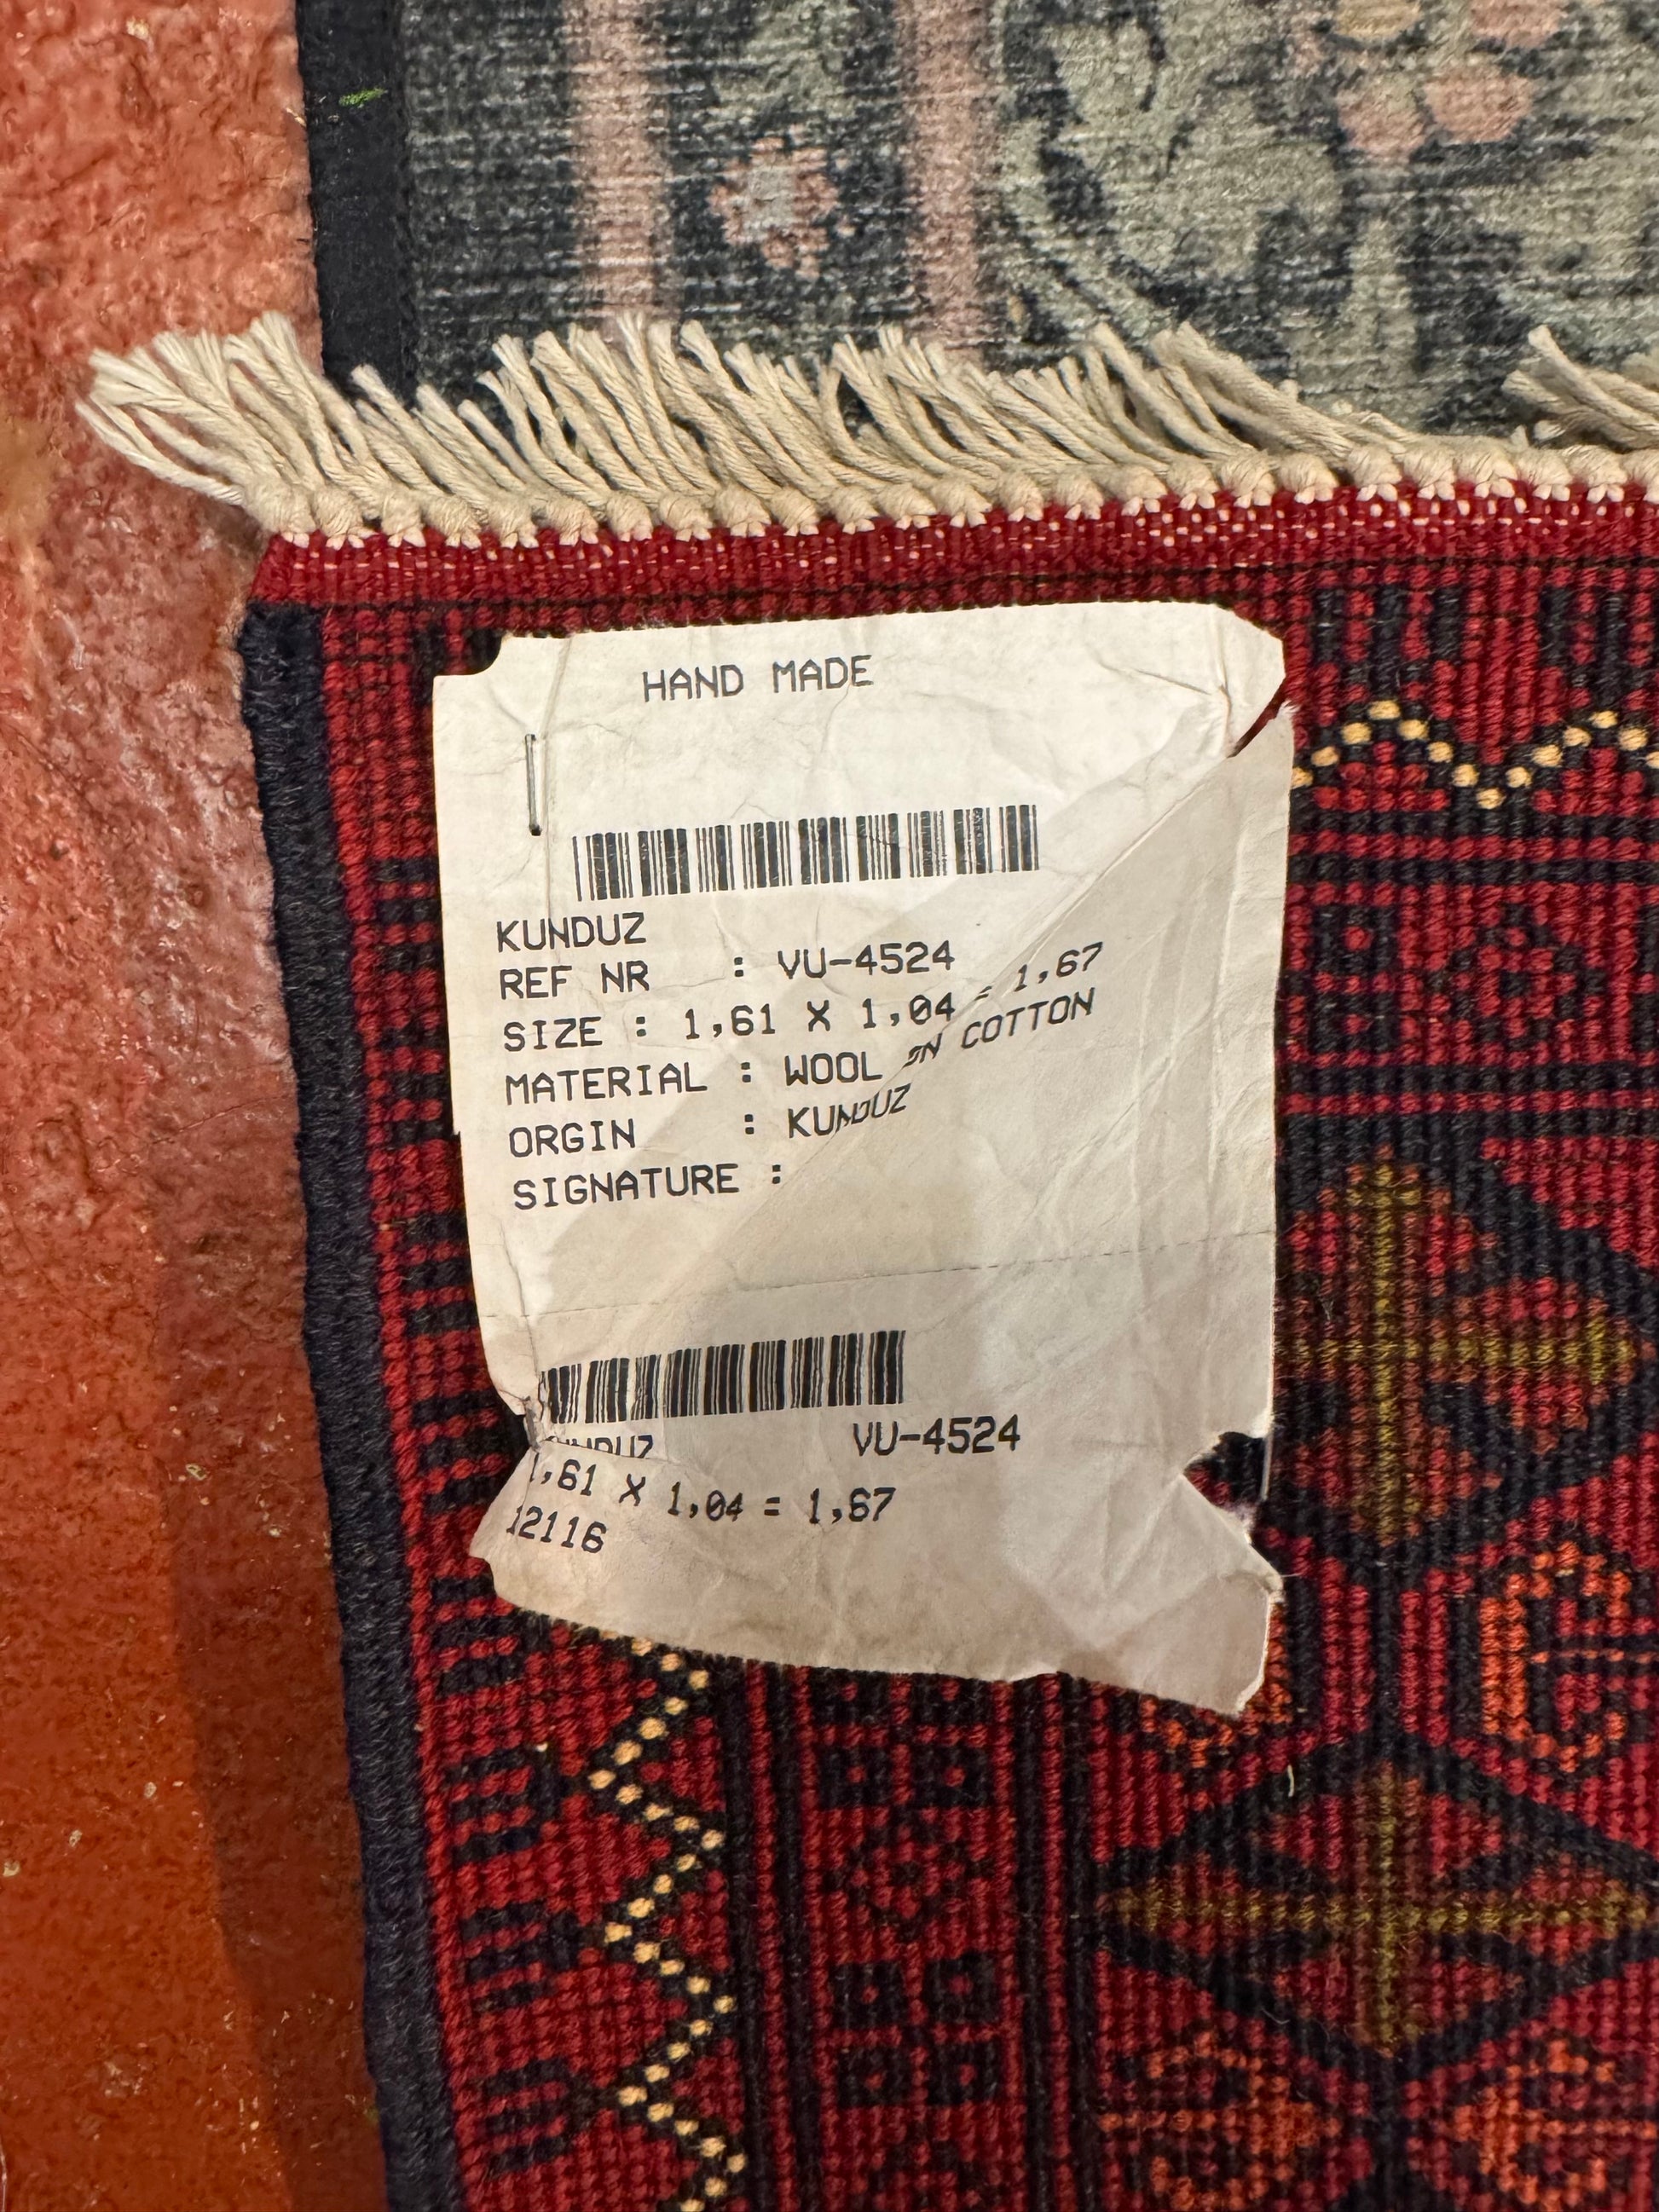 HAND MADE
KUNDUZ
REF NR : VU-4524
SIZE : 1,61 X 1,04 = 1,67
MATERIAL : WOOL ON COTTON
ORGIN : KUNDUZ
SIGNATURE :
KUNDUZ VU-4524
1,61 X 1,04 = 1,67
12116